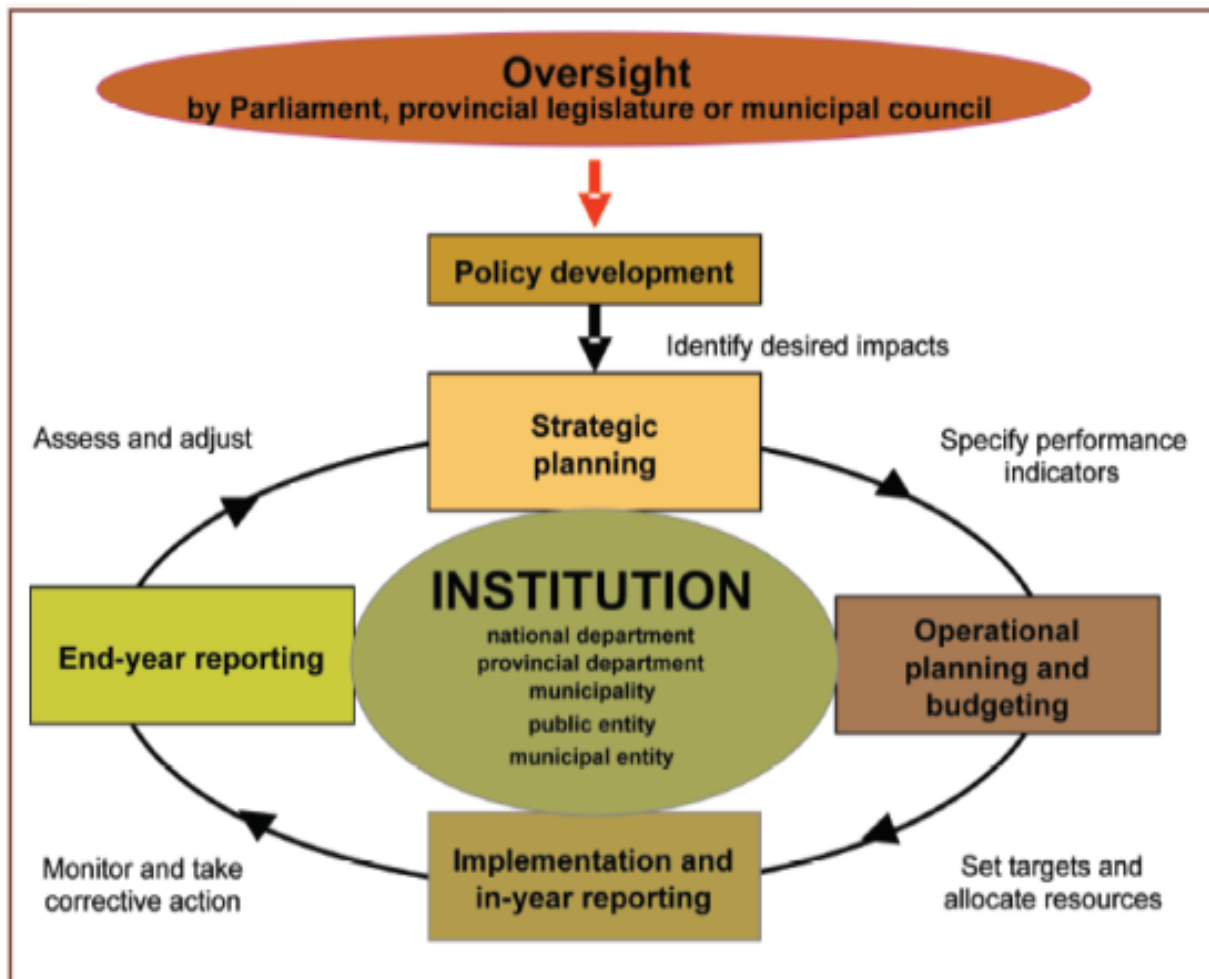 Oversight
by Parliament, provincial legislature or municipal council
Policy development
Identify desired impacts
Strategic
planning
Assess and adjust
Specify performance
indicators
INSTITUTION
national department
provincial department
municipality
public entity
municipal entity
End-year reporting
Operational
planning and
budgeting
Implementation and
in-year reporting
Monitor and take
corrective action
Set targets and
allocate resources